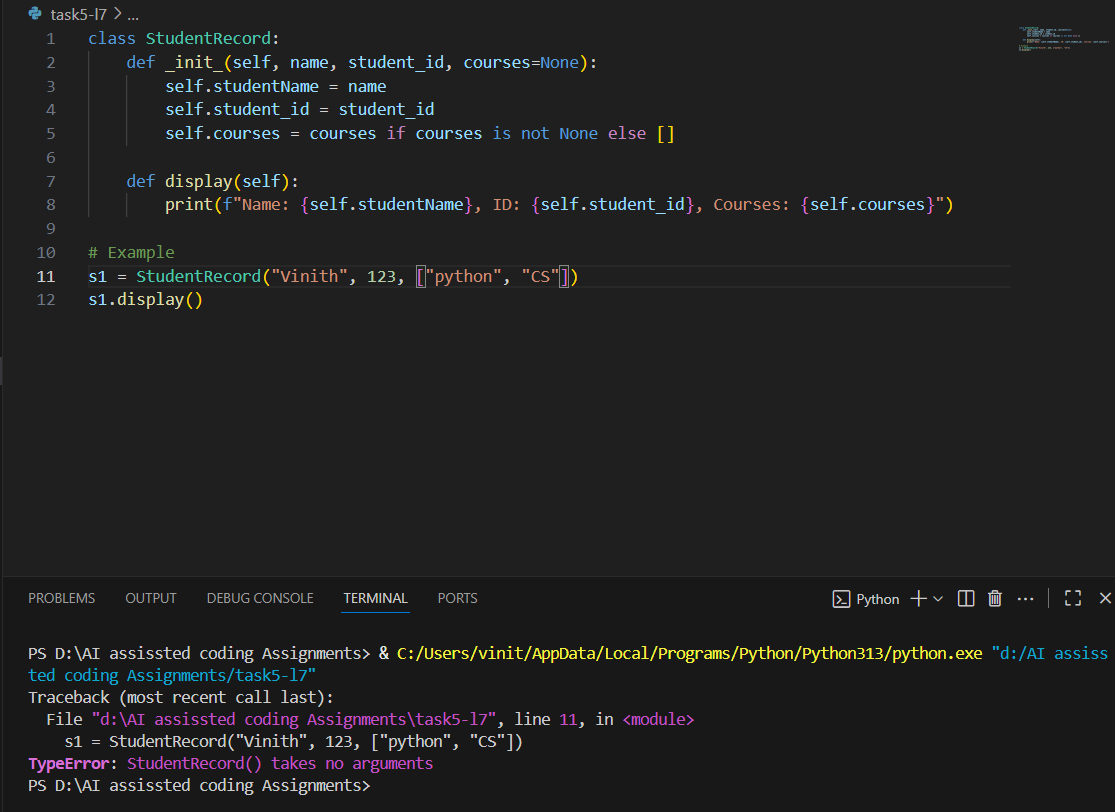 task5-l7 > ...
1 class StudentRecord:
2     def _init_(self, name, student_id, courses=None):
3         self.studentName = name
4         self.student_id = student_id
5         self.courses = courses if courses is not None else []
6
7     def display(self):
8         print(f"Name: {self.studentName}, ID: {self.student_id}, Courses: {self.courses}")
9
10 # Example
11 s1 = StudentRecord("Vinith", 123, ["python", "CS"])
12 s1.display()
PROBLEMS OUTPUT DEBUG CONSOLE TERMINAL PORTS Python
PS D:\AI assissted coding Assignments> & C:/Users/vinit/AppData/Local/Programs/Python/Python313/python.exe "d:/AI assiss
ted coding Assignments/task5-l7"
Traceback (most recent call last):
  File "d:\AI assissted coding Assignments\task5-l7", line 11, in <module>
    s1 = StudentRecord("Vinith", 123, ["python", "CS"])
TypeError: StudentRecord() takes no arguments
PS D:\AI assissted coding Assignments>